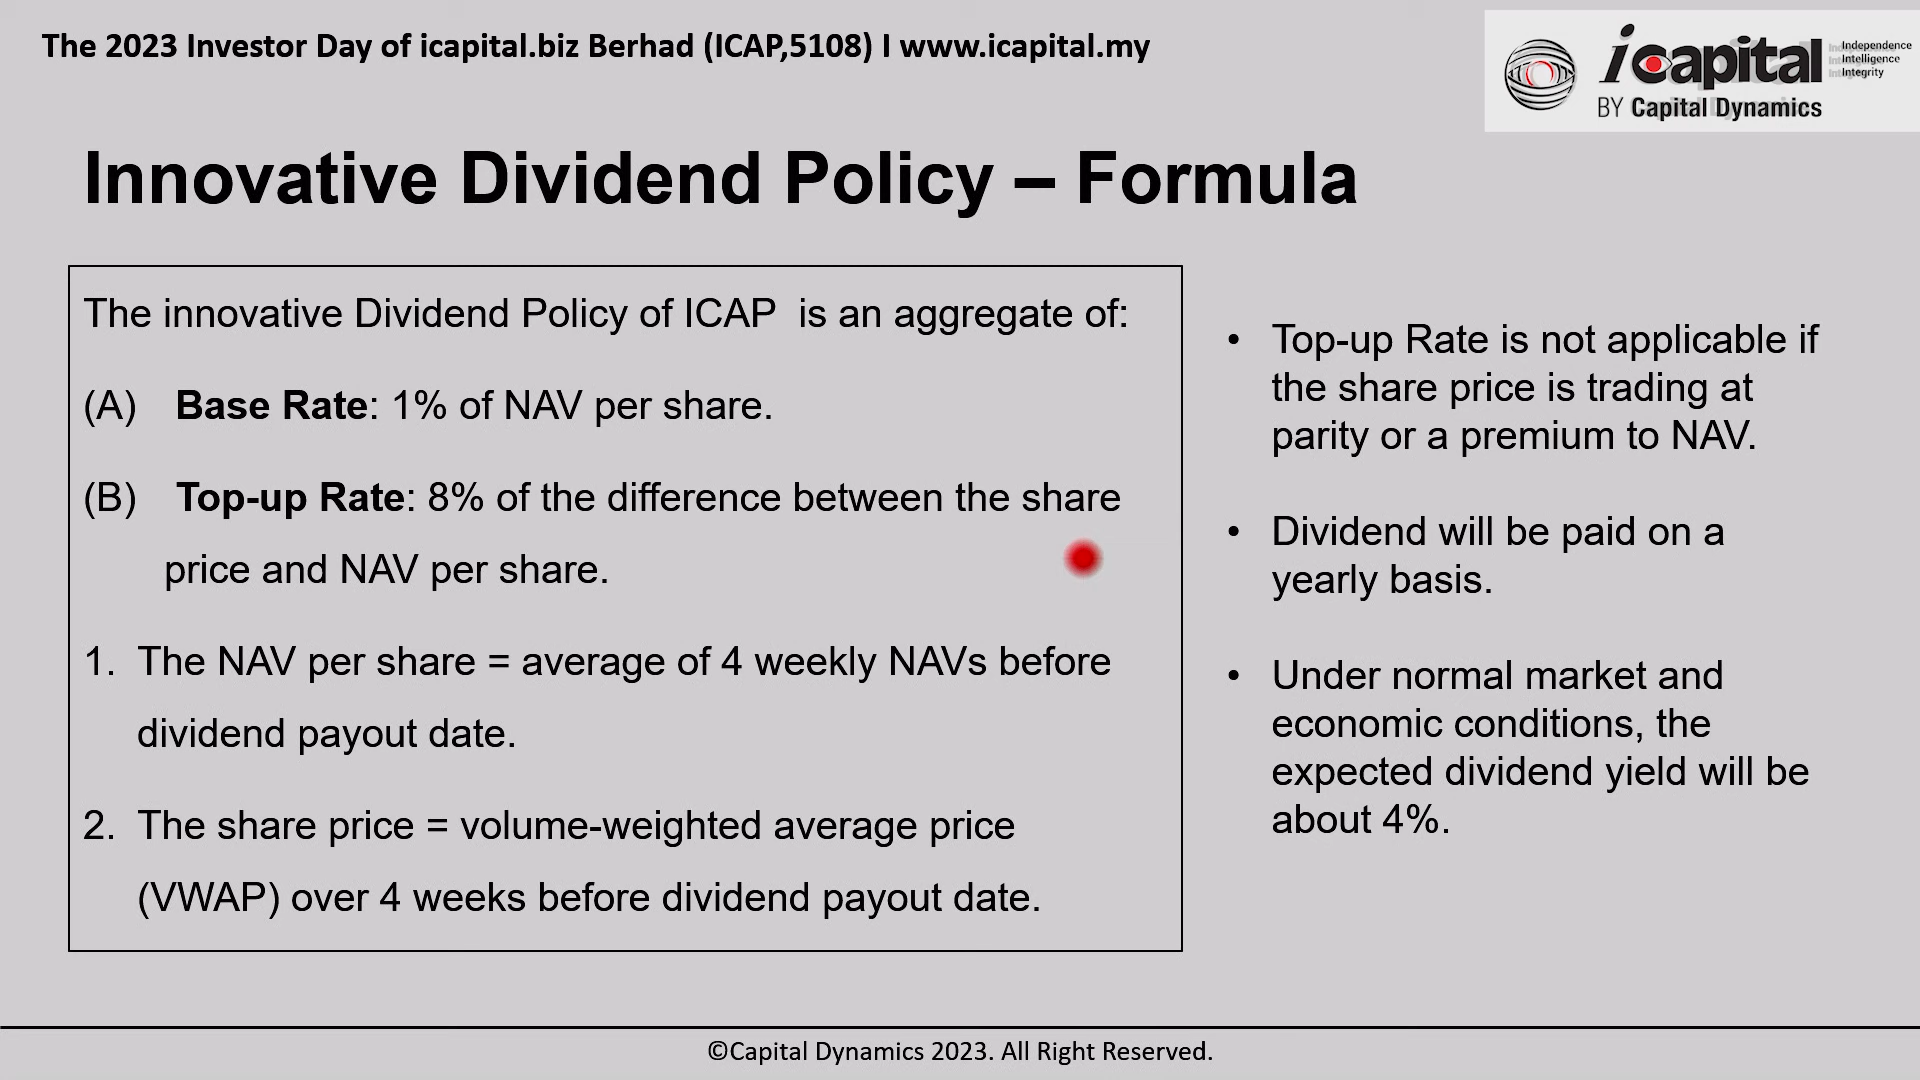 The 2023 Investor Day of icapital.biz Berhad (ICAP,5108) I www.icapital.my
icapital
Independence
Intelligence
Integrity
BY Capital Dynamics
Innovative Dividend Policy – Formula
The innovative Dividend Policy of ICAP is an aggregate of:
(A) Base Rate: 1% of NAV per share.
(B) Top-up Rate: 8% of the difference between the share
price and NAV per share.
1. The NAV per share = average of 4 weekly NAVs before
dividend payout date.
2. The share price = volume-weighted average price
(VWAP) over 4 weeks before dividend payout date.
• Top-up Rate is not applicable if
the share price is trading at
parity or a premium to NAV.
• Dividend will be paid on a
yearly basis.
• Under normal market and
economic conditions, the
expected dividend yield will be
about 4%.
©Capital Dynamics 2023. All Right Reserved.